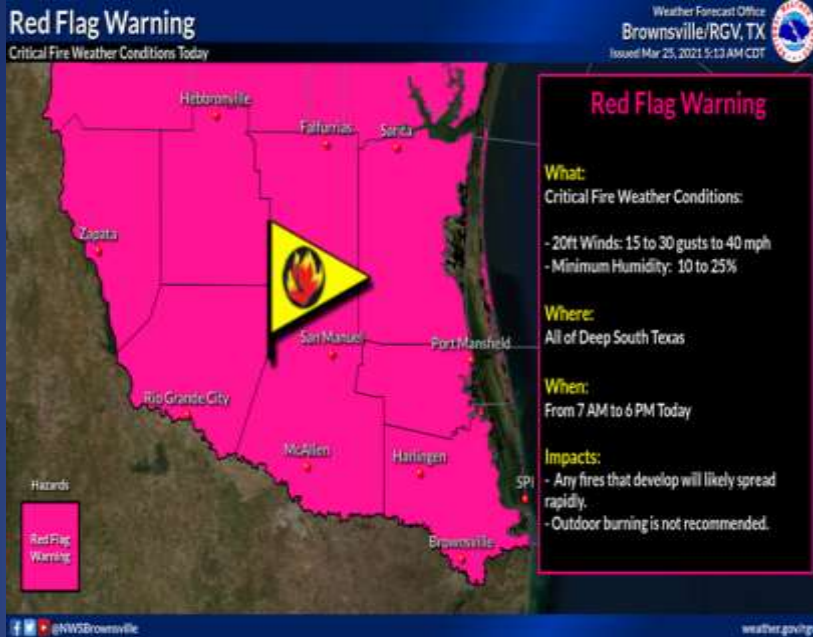 Red Flag Warning
Critical Fire Weather Conditions Today
Weather Forecast Office
Brownsville/RGV, TX
Issued Mar 25, 2021 5:13 AM CDT
Hebbronville
Falfurrias
Sarita
Zapata
San Manuel
Port Mansfield
Rio Grande City
McAllen
Harlingen
SPI
Brownsville
Hazards
Red Flag
Warning
Red Flag Warning
What:
Critical Fire Weather Conditions:
- 20ft Winds: 15 to 30 gusts to 40 mph
- Minimum Humidity: 10 to 25%
Where:
All of Deep South Texas
When:
From 7 AM to 6 PM Today
Impacts:
- Any fires that develop will likely spread
rapidly.
- Outdoor burning is not recommended.
@NWSBrownsville
weather.gov/rgv